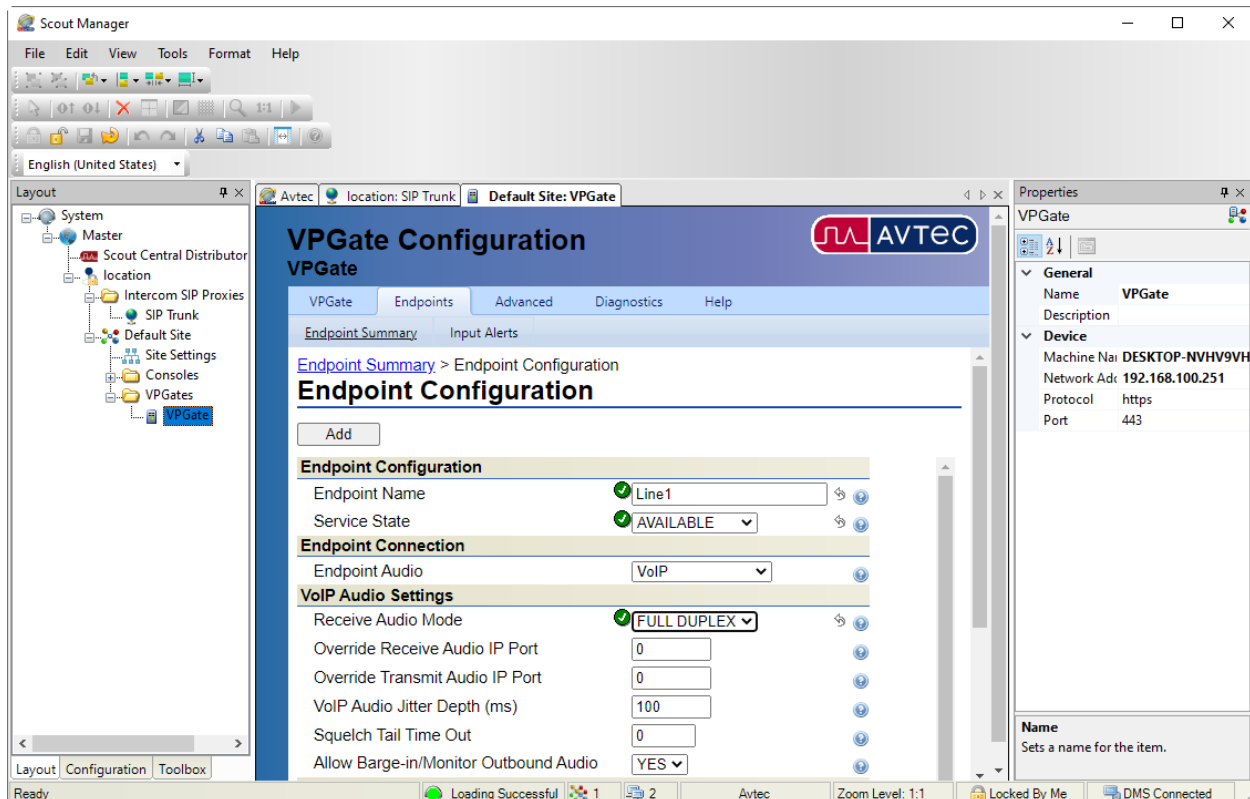 Scout Manager
File Edit View Tools Format Help
1:1
English (United States)
Layout
System
Master
Scout Central Distributor
location
Intercom SIP Proxies
SIP Trunk
Default Site
Site Settings
Consoles
VPGates
VPGate
Layout Configuration Toolbox
Avtec location: SIP Trunk Default Site: VPGate
VPGate Configuration
VPGate
AVTEC
VPGate Endpoints Advanced Diagnostics Help
Endpoint Summary Input Alerts
Endpoint Summary > Endpoint Configuration
Endpoint Configuration
Add
Endpoint Configuration
Endpoint Name Line1
Service State AVAILABLE
Endpoint Connection
Endpoint Audio VoIP
VoIP Audio Settings
Receive Audio Mode FULL DUPLEX
Override Receive Audio IP Port 0
Override Transmit Audio IP Port 0
VoIP Audio Jitter Depth (ms) 100
Squelch Tail Time Out 0
Allow Barge-in/Monitor Outbound Audio YES
Properties
VPGate
General
Name VPGate
Description
Device
Machine Nai DESKTOP-NVHV9VH
Network Adc 192.168.100.251
Protocol https
Port 443
Name
Sets a name for the item.
Ready Loading Successful 1 2 Avtec Zoom Level: 1:1 Locked By Me DMS Connected